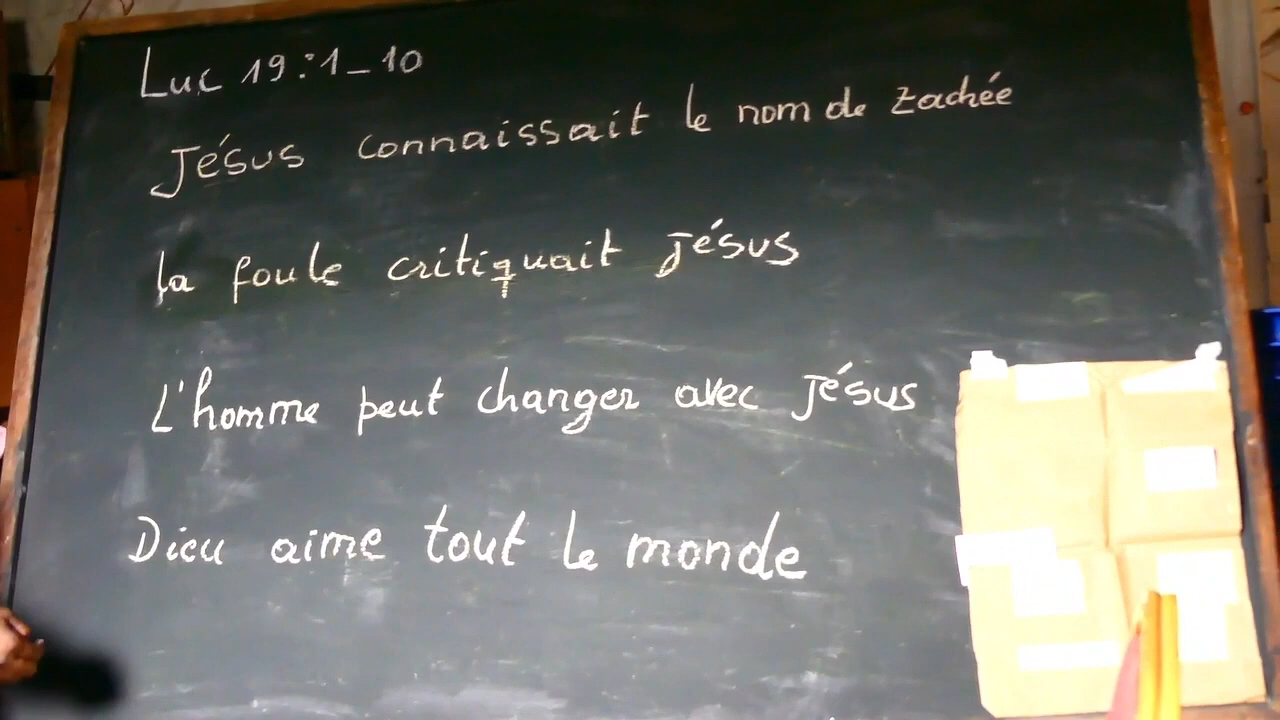 Luc 19:1-10
Jésus connaissait le nom de Zachée
la foule critiquait Jésus
L'homme peut changer avec Jésus
Dieu aime tout le monde